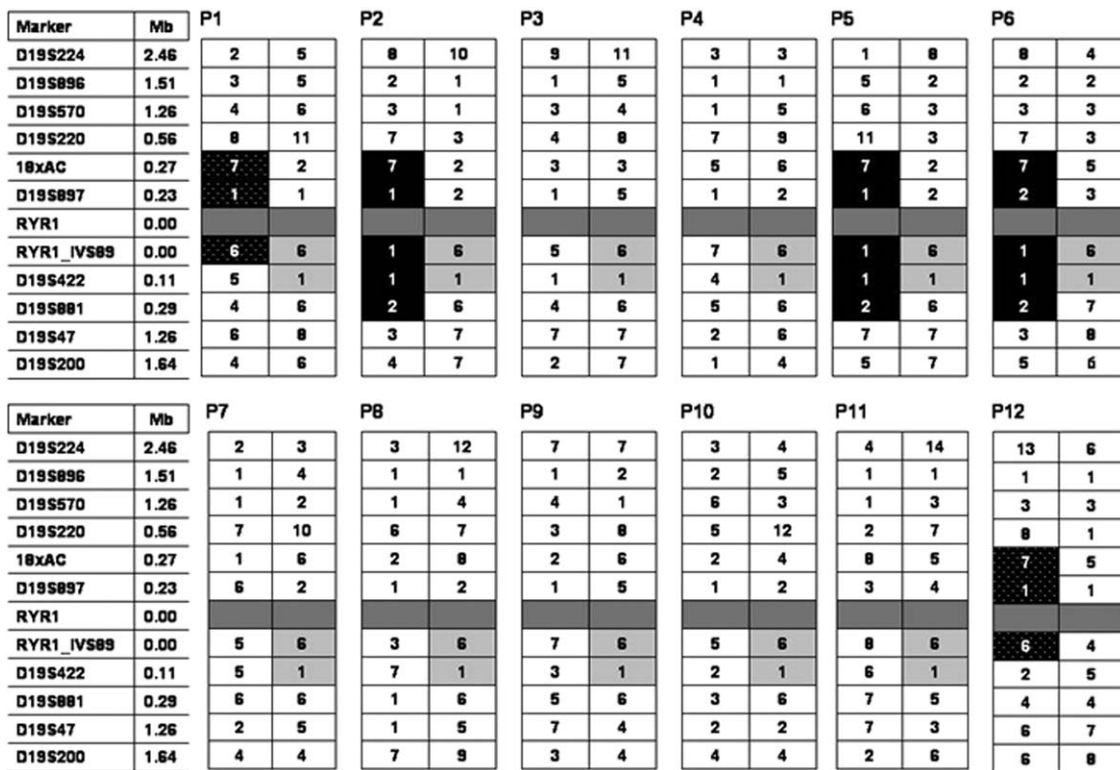 P1 P2 P3 P4 P5 P6
Marker Mb
D19S224 2.46 2 5 8 10 9 11 3 3 1 8 8 4
D19S896 1.51 3 5 2 1 1 5 1 1 5 2 2 2
D19S570 1.26 4 6 3 1 3 4 1 5 6 3 3 3
D19S220 0.56 8 11 7 3 4 8 7 9 11 3 7 3
18xAC 0.27 7 2 7 2 3 3 5 6 7 2 7 5
D19S897 0.23 1 1 1 2 1 5 1 2 1 2 2 3
RYR1 0.00
RYR1_IVS89 0.00 6 6 1 6 5 6 7 6 1 6 1 6
D19S422 0.11 5 1 1 1 1 1 4 1 1 1 1 1
D19S881 0.29 4 6 2 6 4 6 5 6 2 6 2 7
D19S47 1.26 6 8 3 7 7 7 2 6 7 7 3 8
D19S200 1.64 4 6 4 7 2 7 1 4 5 7 5 6
P7 P8 P9 P10 P11 P12
Marker Mb
D19S224 2.46 2 3 3 12 7 7 3 4 4 14 13 6
D19S896 1.51 1 4 1 1 1 2 2 5 1 1 1 1
D19S570 1.26 1 2 1 4 4 1 6 3 1 3 3 3
D19S220 0.56 7 10 6 7 3 8 5 12 2 7 8 1
18xAC 0.27 1 6 2 8 2 6 2 4 8 5 7 5
D19S897 0.23 6 2 1 2 1 5 1 2 3 4 1 1
RYR1 0.00
RYR1_IVS89 0.00 5 6 3 6 7 6 5 6 8 6 6 4
D19S422 0.11 5 1 7 1 3 1 2 1 6 1 2 5
D19S881 0.29 6 6 1 6 5 6 3 6 7 5 4 4
D19S47 1.26 2 5 1 5 7 4 2 2 7 3 6 7
D19S200 1.64 4 4 7 9 3 4 4 4 2 6 6 8